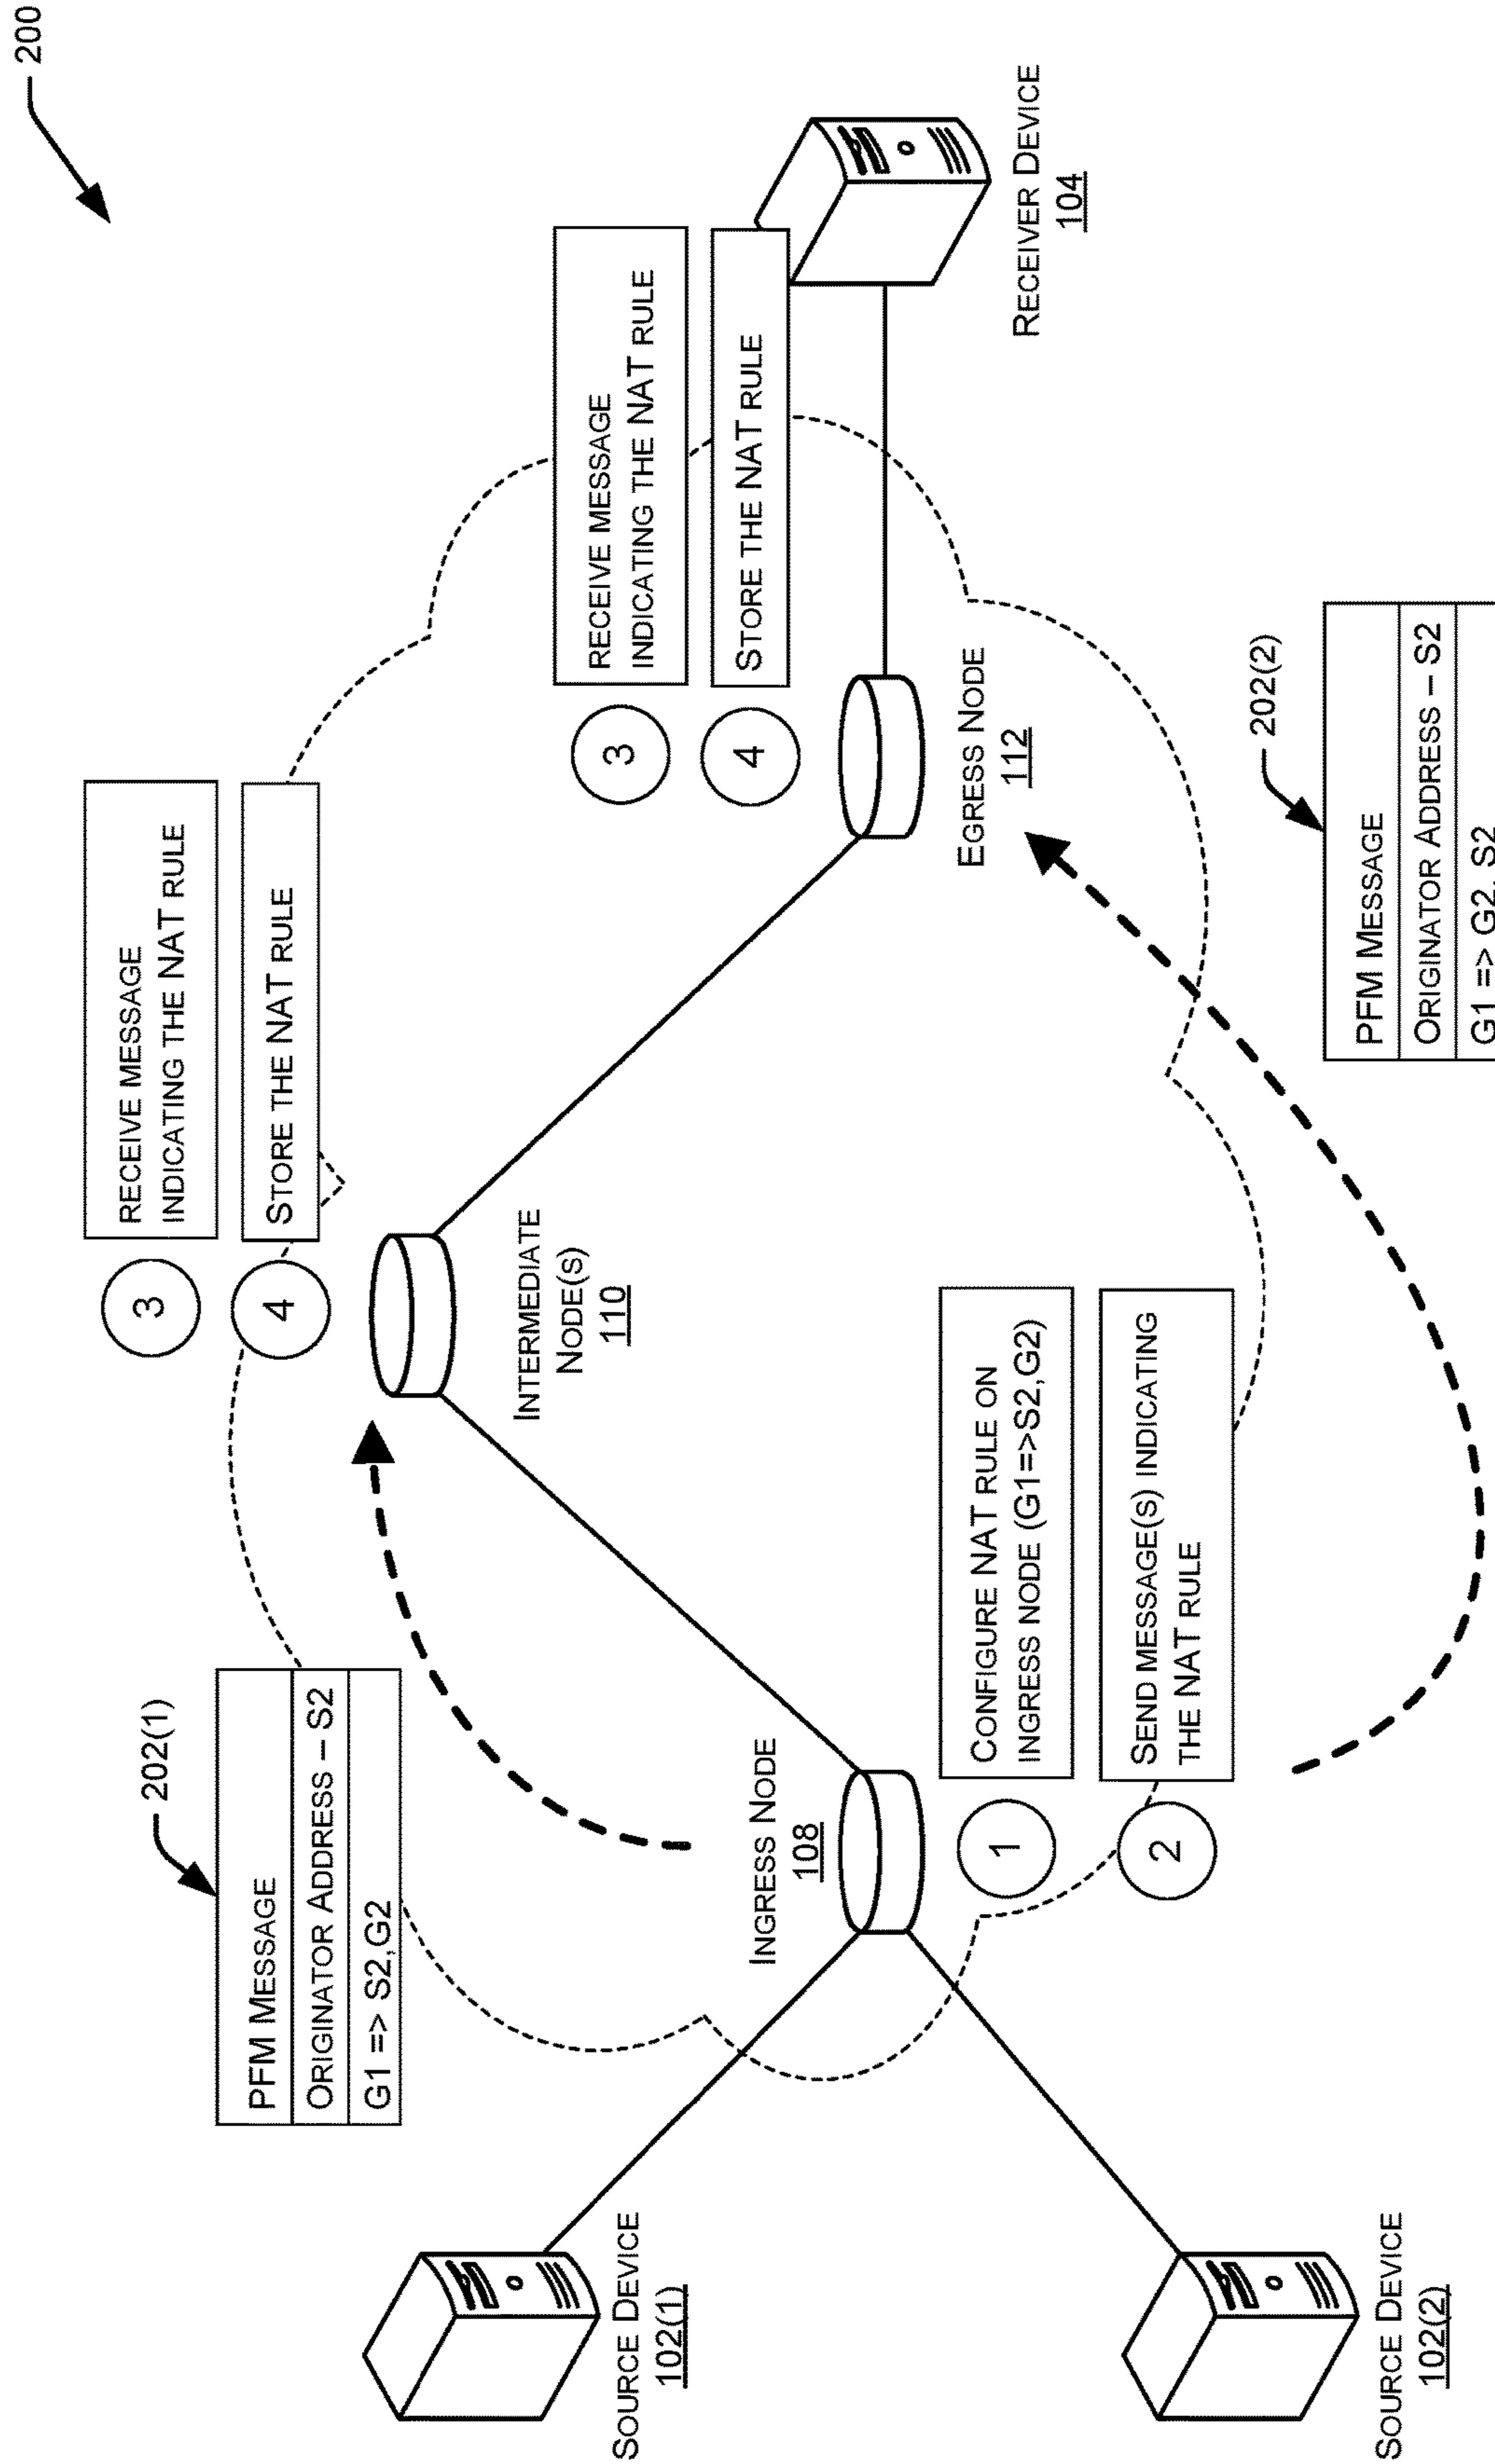 200
202(1)
PFM MESSAGE
ORIGINATOR ADDRESS – S2
G1 => S2,G2
3
RECEIVE MESSAGE
INDICATING THE NAT RULE
4
STORE THE NAT RULE
INTERMEDIATE
NODE(S)
110
3
RECEIVE MESSAGE
INDICATING THE NAT RULE
4
STORE THE NAT RULE
SOURCE DEVICE
102(1)
INGRESS NODE
108
EGRESS NODE
112
RECEIVER DEVICE
104
1
CONFIGURE NAT RULE ON
INGRESS NODE (G1=>S2,G2)
2
SEND MESSAGE(S) INDICATING
THE NAT RULE
SOURCE DEVICE
102(2)
202(2)
PFM MESSAGE
ORIGINATOR ADDRESS – S2
G1 => G2, S2